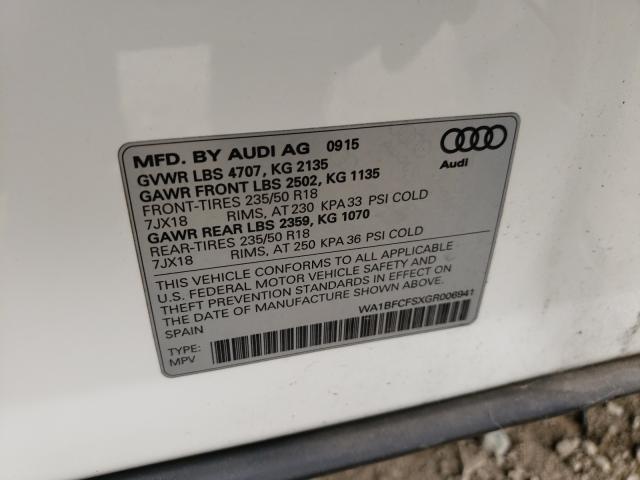 MFD. BY AUDI AG 0915
GVWR LBS 4707, KG 2135
GAWR FRONT LBS 2502, KG 1135
FRONT-TIRES 235/50 R18
7JX18 RIMS, AT 230 KPA 33 PSI COLD
GAWR REAR LBS 2359, KG 1070
REAR-TIRES 235/50 R18
7JX18 RIMS, AT 250 KPA 36 PSI COLD
THIS VEHICLE CONFORMS TO ALL APPLICABLE
U.S. FEDERAL MOTOR VEHICLE SAFETY AND
THEFT PREVENTION STANDARDS IN EFFECT ON
THE DATE OF MANUFACTURE SHOWN ABOVE.
SPAIN
WA1BFCFSXGR006941
TYPE:
MPV
Audi